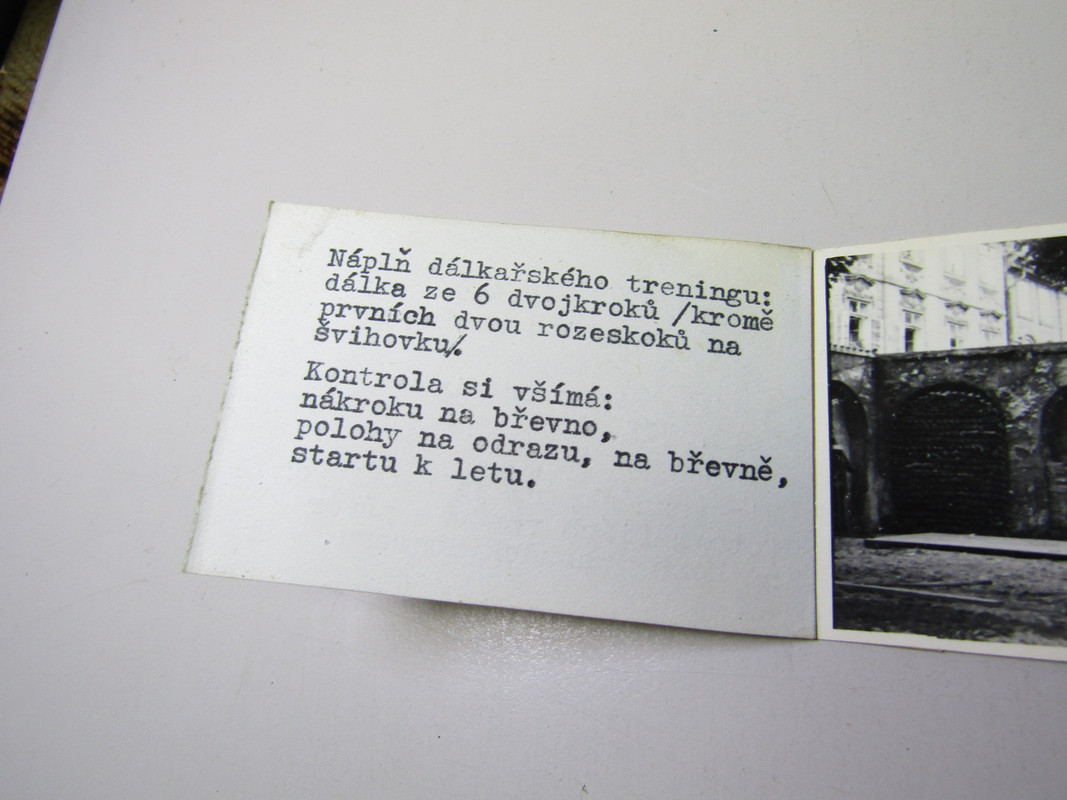 Náplň dálkařského treningu:
dálka ze 6 dvojkroků /kromě
prvních dvou rozeskoků na
Švihovku/.
Kontrola si všímá:
nákroku na břevno,
polohy na odrazu, na břevně,
startu k letu.